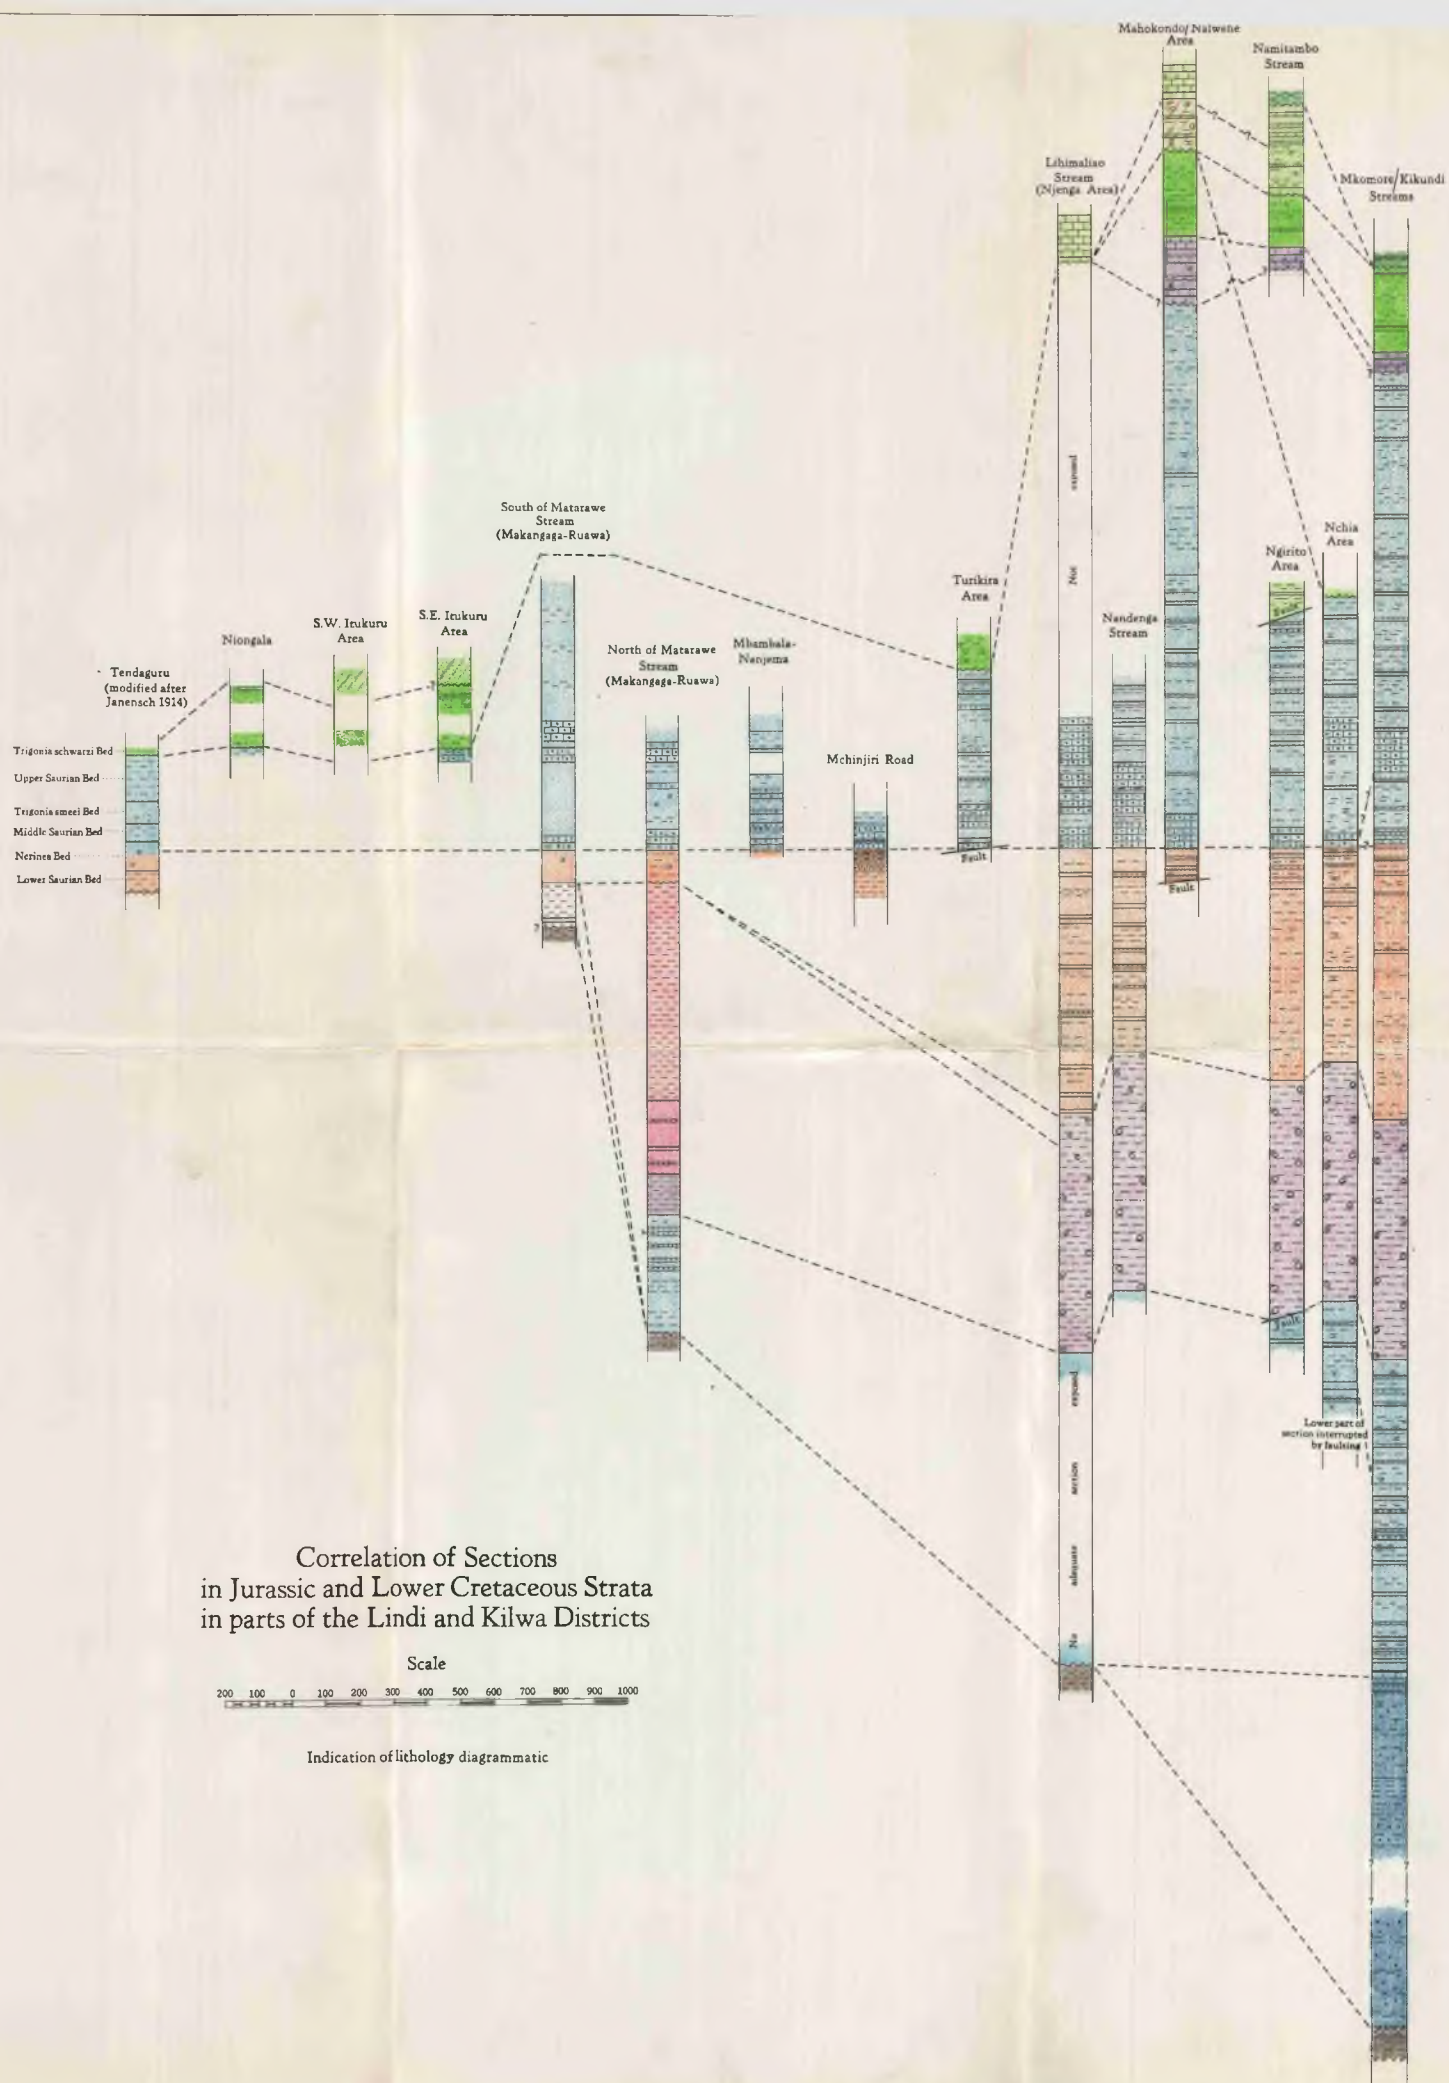 Mahokondo/Naiwene
Area
Namitambo
Stream
Lihimaliao
Stream
(Njenga Area)
Mkomore/Kikundi
Streams
South of Matarawe
Stream
(Makangaga-Ruawa)
Nchia
Area
Ngirito
Area
Turikira
Area
Nandenga
Stream
S.E. Itukuru
Area
S.W. Itukuru
Area
Niongala
North of Matarawe
Stream
(Makangaga-Ruawa)
Mbambala-
Nanjema
Tendaguru
(modified after
Janensch 1914)
Mchinjiri Road
Trigonia schwarzi Bed
Upper Saurian Bed
Trigonia smeei Bed
Middle Saurian Bed
Nerinea Bed
Lower Saurian Bed
Not exposed
Fault
Fault
Fault
Fault
No adequate section exposed
Lower part of
section interrupted
by faulting
?
?
?
?
?
?
?
?
?
?
Correlation of Sections
in Jurassic and Lower Cretaceous Strata
in parts of the Lindi and Kilwa Districts
Scale
200 100 0 100 200 300 400 500 600 700 800 900 1000
Indication of lithology diagrammatic